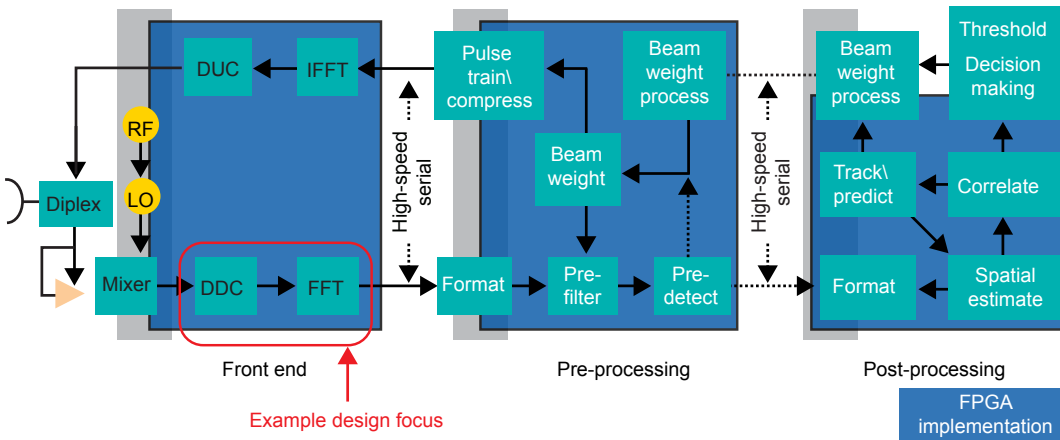 DUC
IFFT
Pulse
train\
compress
Beam
weight
process
Beam
weight
process
Threshold
Decision
making
RF
LO
High-speed
serial
Beam
weight
High-speed
serial
Track\
predict
Correlate
Diplex
Mixer
DDC
FFT
Format
Pre-
filter
Pre-
detect
Format
Spatial
estimate
Front end
Pre-processing
Post-processing
Example design focus
FPGA
implementation